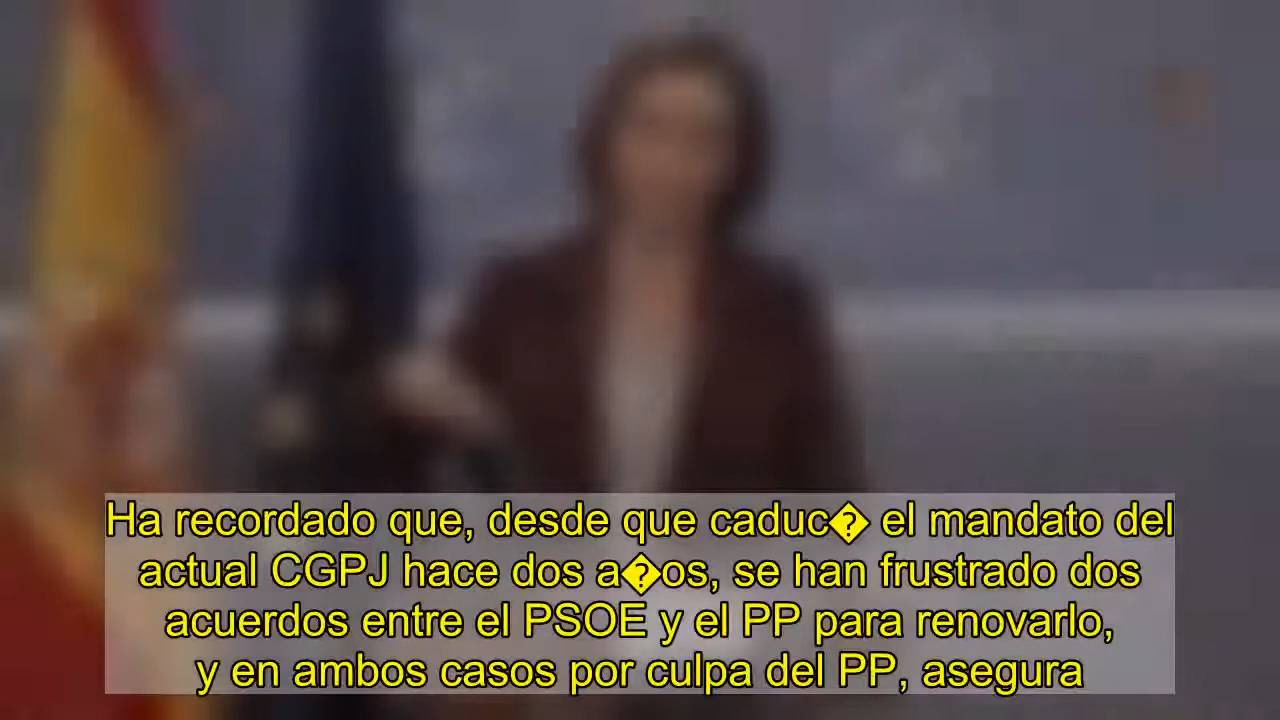 Ha recordado que, desde que caduc� el mandato del
actual CGPJ hace dos a�os, se han frustrado dos
acuerdos entre el PSOE y el PP para renovarlo,
y en ambos casos por culpa del PP, asegura